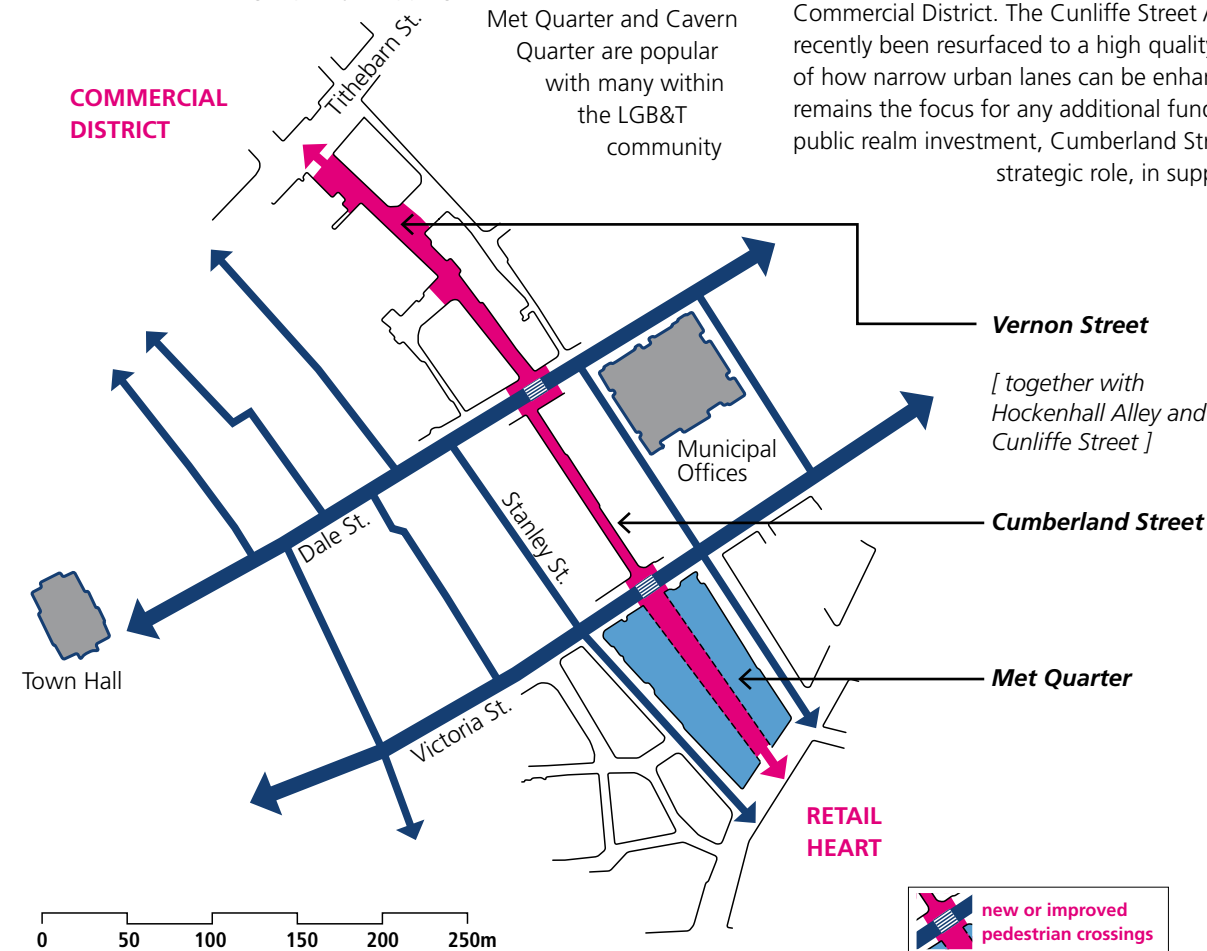 Met Quarter and Cavern
Quarter are popular
with many within
the LGB&T
community
Commercial District. The Cunliffe Street
recently been resurfaced to a high quality
of how narrow urban lanes can be enhan
remains the focus for any additional fund
public realm investment, Cumberland Str
strategic role, in supp
COMMERCIAL
DISTRICT
Tithebarn St.
Vernon Street
[ together with
Hockenhall Alley and
Cunliffe Street ]
Municipal
Offices
Stanley St.
Cumberland Street
Dale St.
Town Hall
Met Quarter
Victoria St.
RETAIL
HEART
0 50 100 150 200 250m
new or improved
pedestrian crossings